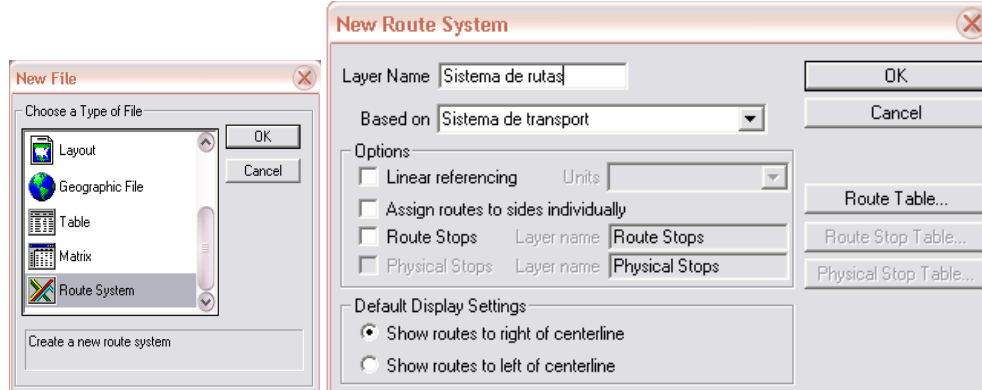 New File
Choose a Type of File
Layout
Geographic File
Table
Matrix
Route System
OK
Cancel
Create a new route system
New Route System
Layer Name Sistema de rutas
Based on Sistema de transport
OK
Cancel
Options
Linear referencing Units
Assign routes to sides individually
Route Stops Layer name Route Stops
Physical Stops Layer name Physical Stops
Route Table...
Route Stop Table...
Physical Stop Table...
Default Display Settings
Show routes to right of centerline
Show routes to left of centerline